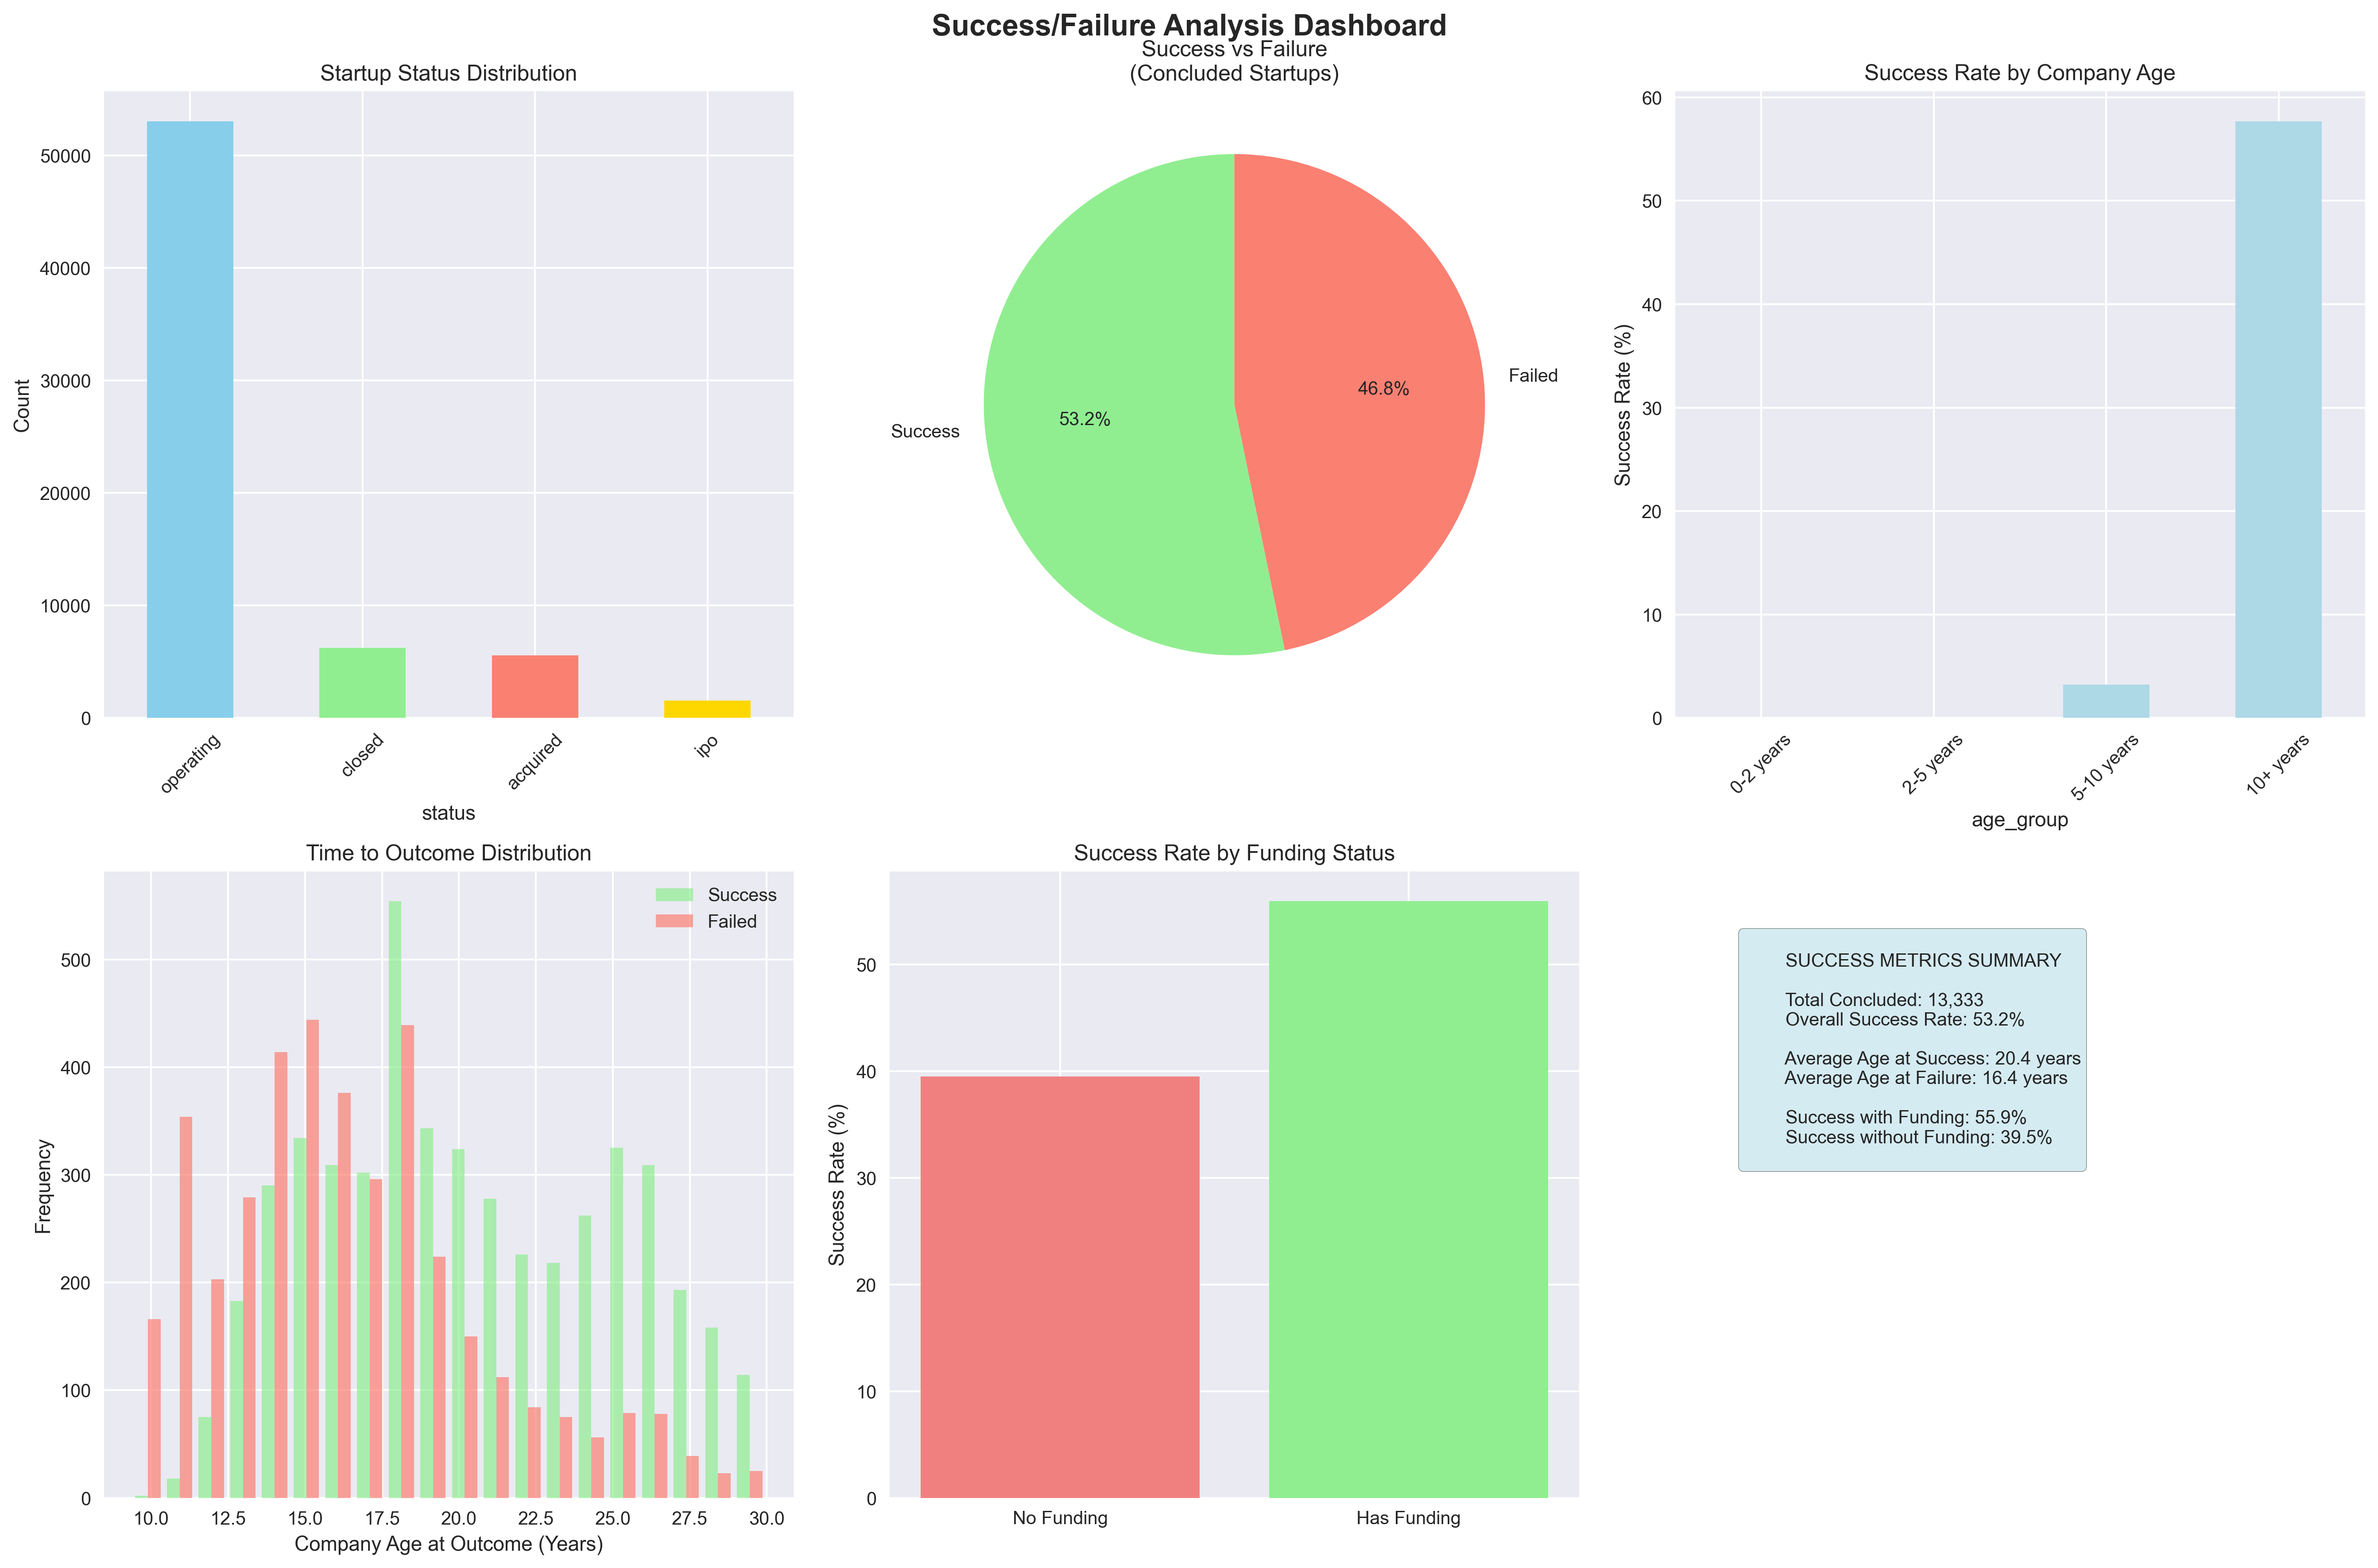 Success/Failure Analysis Dashboard
Startup Status Distribution
Count
50000
40000
30000
20000
10000
0
operating
closed
acquired
ipo
status
Success vs Failure
(Concluded Startups)
Success
53.2%
46.8%
Failed
Success Rate by Company Age
Success Rate (%)
60
50
40
30
20
10
0
0-2 years
2-5 years
5-10 years
10+ years
age_group
Time to Outcome Distribution
Success
Failed
Frequency
500
400
300
200
100
0
10.0
12.5
15.0
17.5
20.0
22.5
25.0
27.5
30.0
Company Age at Outcome (Years)
Success Rate by Funding Status
Success Rate (%)
50
40
30
20
10
0
No Funding
Has Funding
SUCCESS METRICS SUMMARY
Total Concluded: 13,333
Overall Success Rate: 53.2%
Average Age at Success: 20.4 years
Average Age at Failure: 16.4 years
Success with Funding: 55.9%
Success without Funding: 39.5%